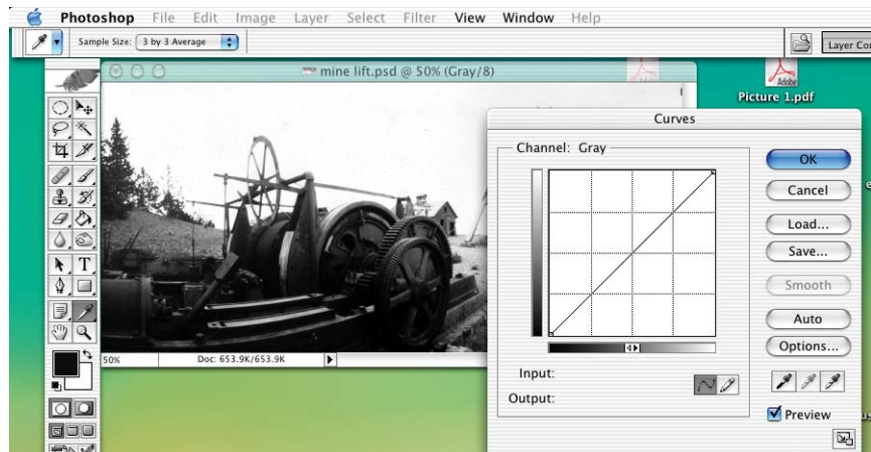 Photoshop File Edit Image Layer Select Filter View Window Help
Sample Size: 3 by 3 Average
Layer Co
mine lift.psd @ 50% (Gray/8)
Adobe
Picture 1.pdf
Curves
Channel: Gray
OK
Cancel
Load...
Save...
Smooth
Auto
Options...
T
50% Doc: 653.9K/653.9K
Input:
Output:
Preview